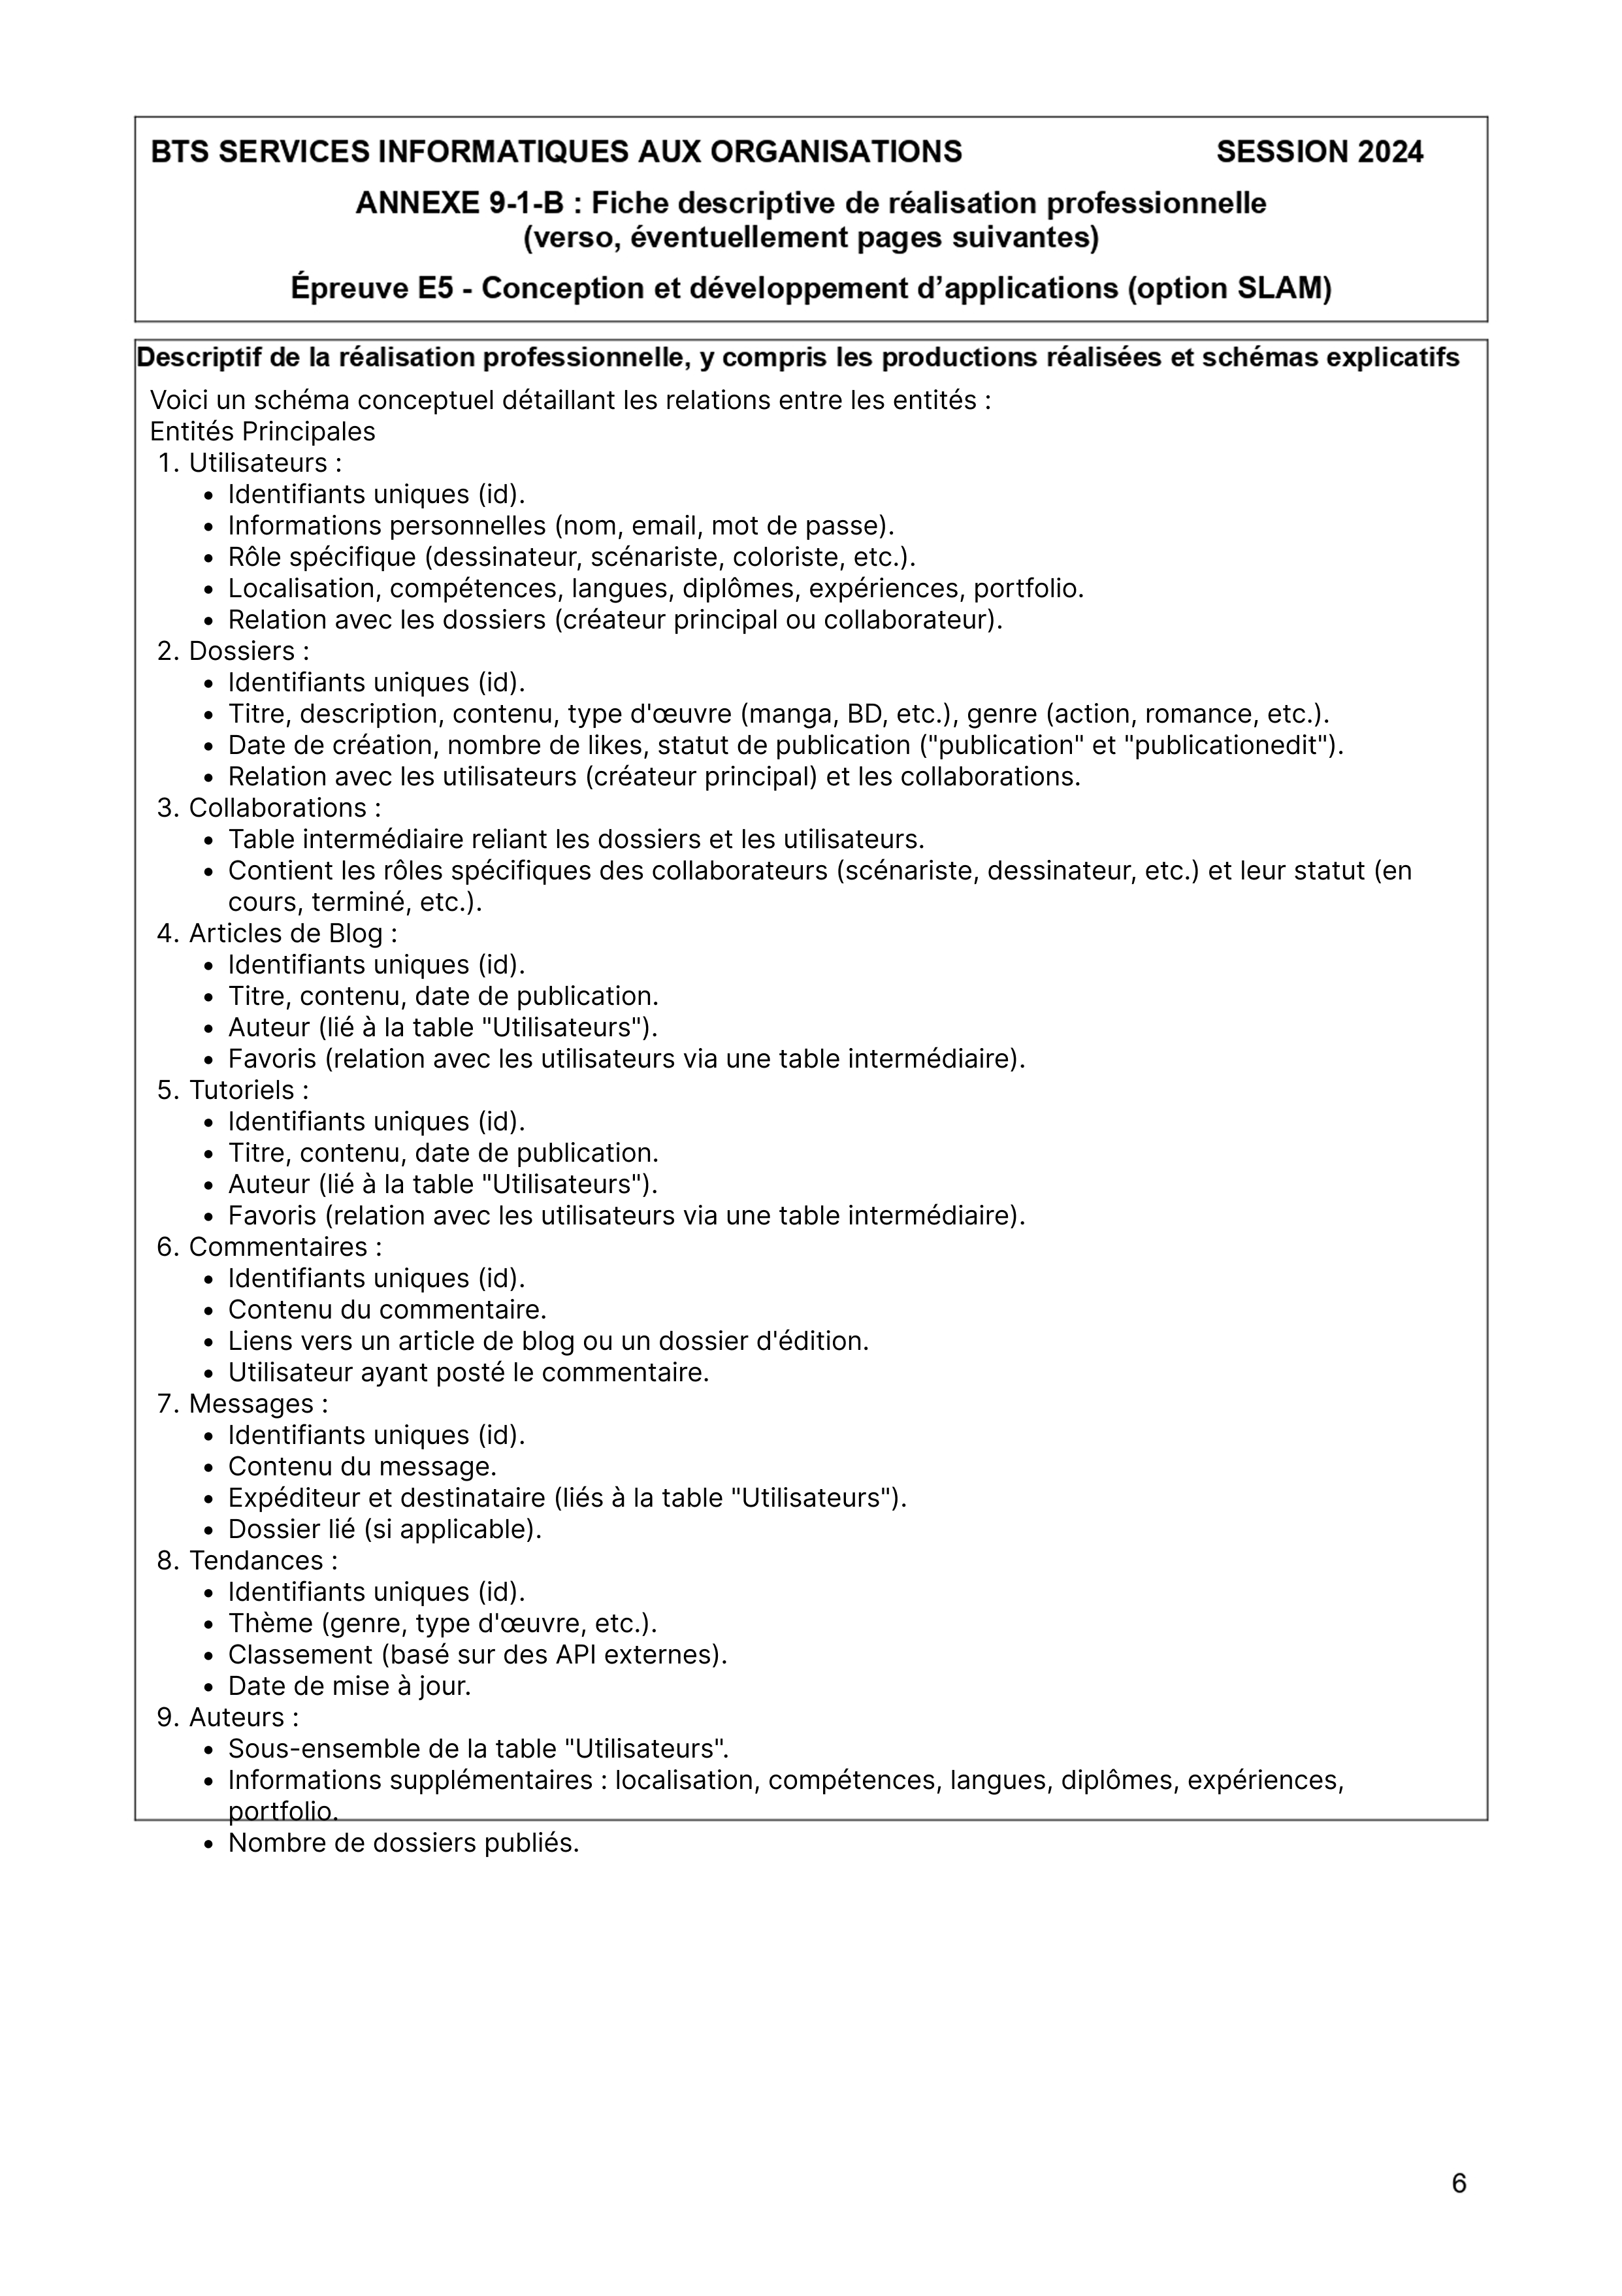 BTS SERVICES INFORMATIQUES AUX ORGANISATIONS SESSION 2024
ANNEXE 9-1-B : Fiche descriptive de réalisation professionnelle
(verso, éventuellement pages suivantes)
Épreuve E5 - Conception et développement d’applications (option SLAM)
Descriptif de la réalisation professionnelle, y compris les productions réalisées et schémas explicatifs
Voici un schéma conceptuel détaillant les relations entre les entités :
Entités Principales
1. Utilisateurs :
• Identifiants uniques (id).
• Informations personnelles (nom, email, mot de passe).
• Rôle spécifique (dessinateur, scénariste, coloriste, etc.).
• Localisation, compétences, langues, diplômes, expériences, portfolio.
• Relation avec les dossiers (créateur principal ou collaborateur).
2. Dossiers :
• Identifiants uniques (id).
• Titre, description, contenu, type d'œuvre (manga, BD, etc.), genre (action, romance, etc.).
• Date de création, nombre de likes, statut de publication ("publication" et "publicationedit").
• Relation avec les utilisateurs (créateur principal) et les collaborations.
3. Collaborations :
• Table intermédiaire reliant les dossiers et les utilisateurs.
• Contient les rôles spécifiques des collaborateurs (scénariste, dessinateur, etc.) et leur statut (en
cours, terminé, etc.).
4. Articles de Blog :
• Identifiants uniques (id).
• Titre, contenu, date de publication.
• Auteur (lié à la table "Utilisateurs").
• Favoris (relation avec les utilisateurs via une table intermédiaire).
5. Tutoriels :
• Identifiants uniques (id).
• Titre, contenu, date de publication.
• Auteur (lié à la table "Utilisateurs").
• Favoris (relation avec les utilisateurs via une table intermédiaire).
6. Commentaires :
• Identifiants uniques (id).
• Contenu du commentaire.
• Liens vers un article de blog ou un dossier d'édition.
• Utilisateur ayant posté le commentaire.
7. Messages :
• Identifiants uniques (id).
• Contenu du message.
• Expéditeur et destinataire (liés à la table "Utilisateurs").
• Dossier lié (si applicable).
8. Tendances :
• Identifiants uniques (id).
• Thème (genre, type d'œuvre, etc.).
• Classement (basé sur des API externes).
• Date de mise à jour.
9. Auteurs :
• Sous-ensemble de la table "Utilisateurs".
• Informations supplémentaires : localisation, compétences, langues, diplômes, expériences,
portfolio.
• Nombre de dossiers publiés.
6